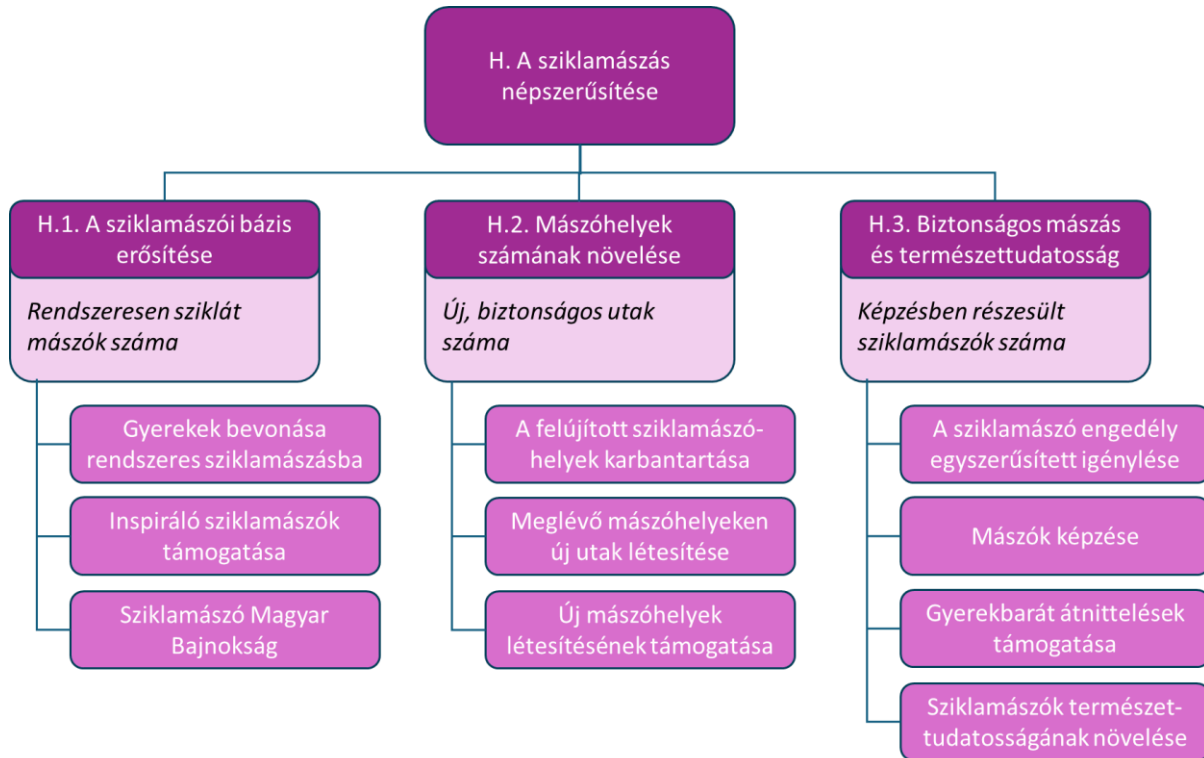 H. A sziklamászás
népszerűsítése
H.1. A sziklamászói bázis
erősítése
Rendszeresen sziklát
mászók száma
Gyerekek bevonása
rendszeres sziklamászásba
Inspiráló sziklamászók
támogatása
Sziklamászó Magyar
Bajnokság
H.2. Mászóhelyek
számának növelése
Új, biztonságos utak
száma
A felújított sziklamászó-
helyek karbantartása
Meglévő mászóhelyeken
új utak létesítése
Új mászóhelyek
létesítésének támogatása
H.3. Biztonságos mászás
és természettudatosság
Képzésben részesült
sziklamászók száma
A sziklamászó engedély
egyszerűsített igénylése
Mászók képzése
Gyerekbarát átnittelések
támogatása
Sziklamászók természet-
tudatosságának növelése